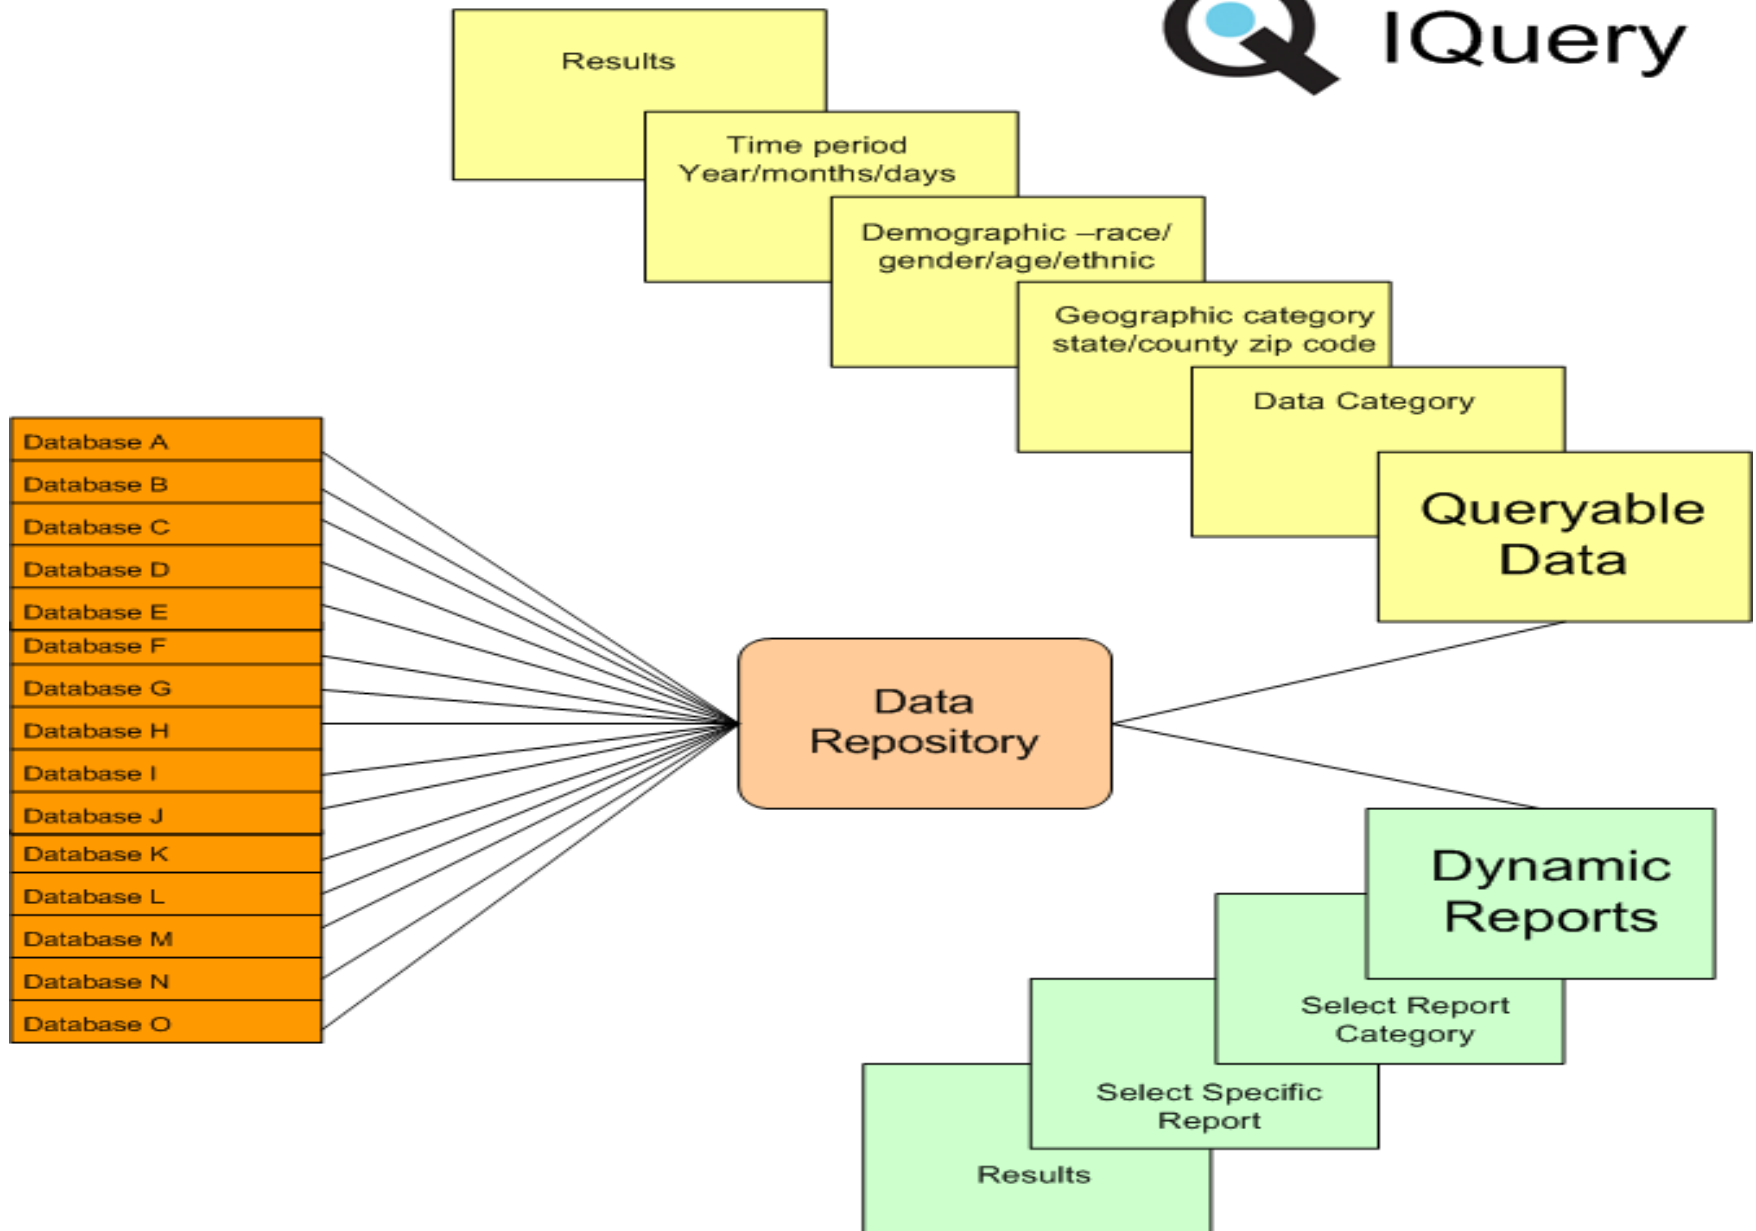 IQuery
Results
Time period
Year/months/days
Demographic –race/
gender/age/ethnic
Geographic category
state/county zip code
Data Category
Queryable
Data
Database A
Database B
Database C
Database D
Database E
Database F
Database G
Database H
Database I
Database J
Database K
Database L
Database M
Database N
Database O
Data
Repository
Dynamic
Reports
Select Report
Category
Select Specific
Report
Results